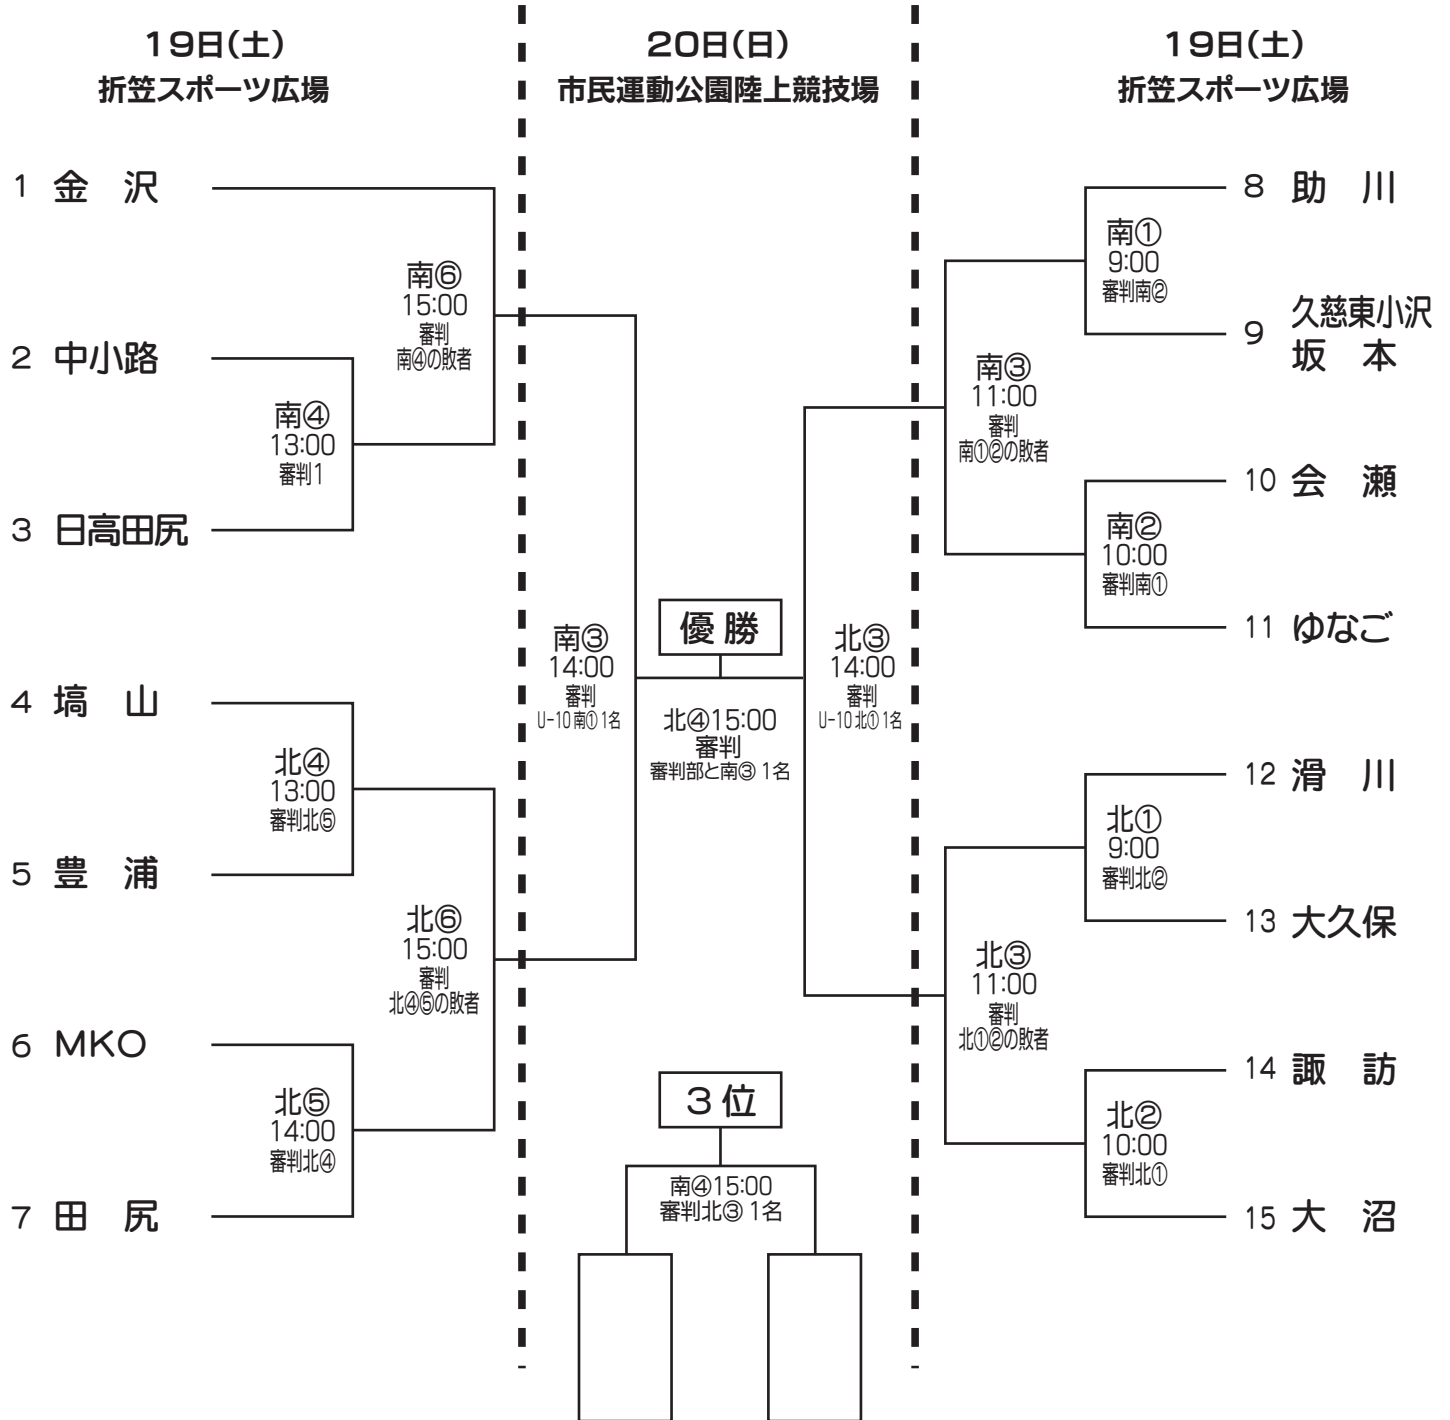 19日(土)
折笠スポーツ広場
20日(日)
市民運動公園陸上競技場
19日(土)
折笠スポーツ広場
1 金 沢
2 中小路
3 日高田尻
4 塙 山
5 豊 浦
6 MKO
7 田 尻
南⑥
15:00
審判
南④の敗者
南④
13:00
審判1
北④
13:00
審判北⑤
北⑥
15:00
審判
北④⑤の敗者
北⑤
14:00
審判北④
南③
14:00
審判
U-10 南① 1名
優 勝
北④15:00
審判
審判部と南③ 1名
北③
14:00
審判
U-10 北① 1名
3 位
南④15:00
審判北③ 1名
南③
11:00
審判
南①②の敗者
南①
9:00
審判南②
南②
10:00
審判南①
北③
11:00
審判
北①②の敗者
北①
9:00
審判北②
北②
10:00
審判北①
8 助 川
9 久慈東小沢
坂 本
10 会 瀬
11 ゆなご
12 滑 川
13 大久保
14 諏 訪
15 大 沼